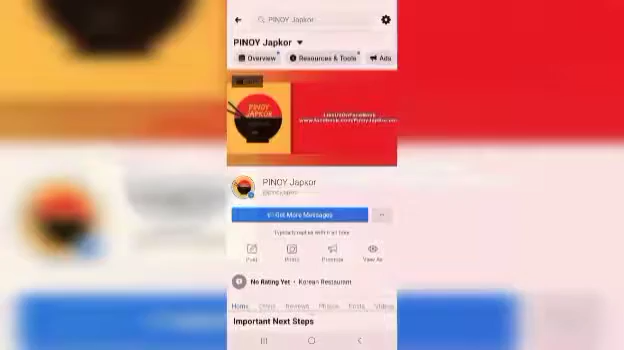 PINOY Japkor
PINOY Japkor
Overview
Resources & Tools
Ads
PINOY
JAPKOR
PINOY Japkor
Get More Messages
Post
Photo
Promote
View As
No Rating Yet • Korean Restaurant
Home
Reviews
Photos
Posts
Videos
Important Next Steps